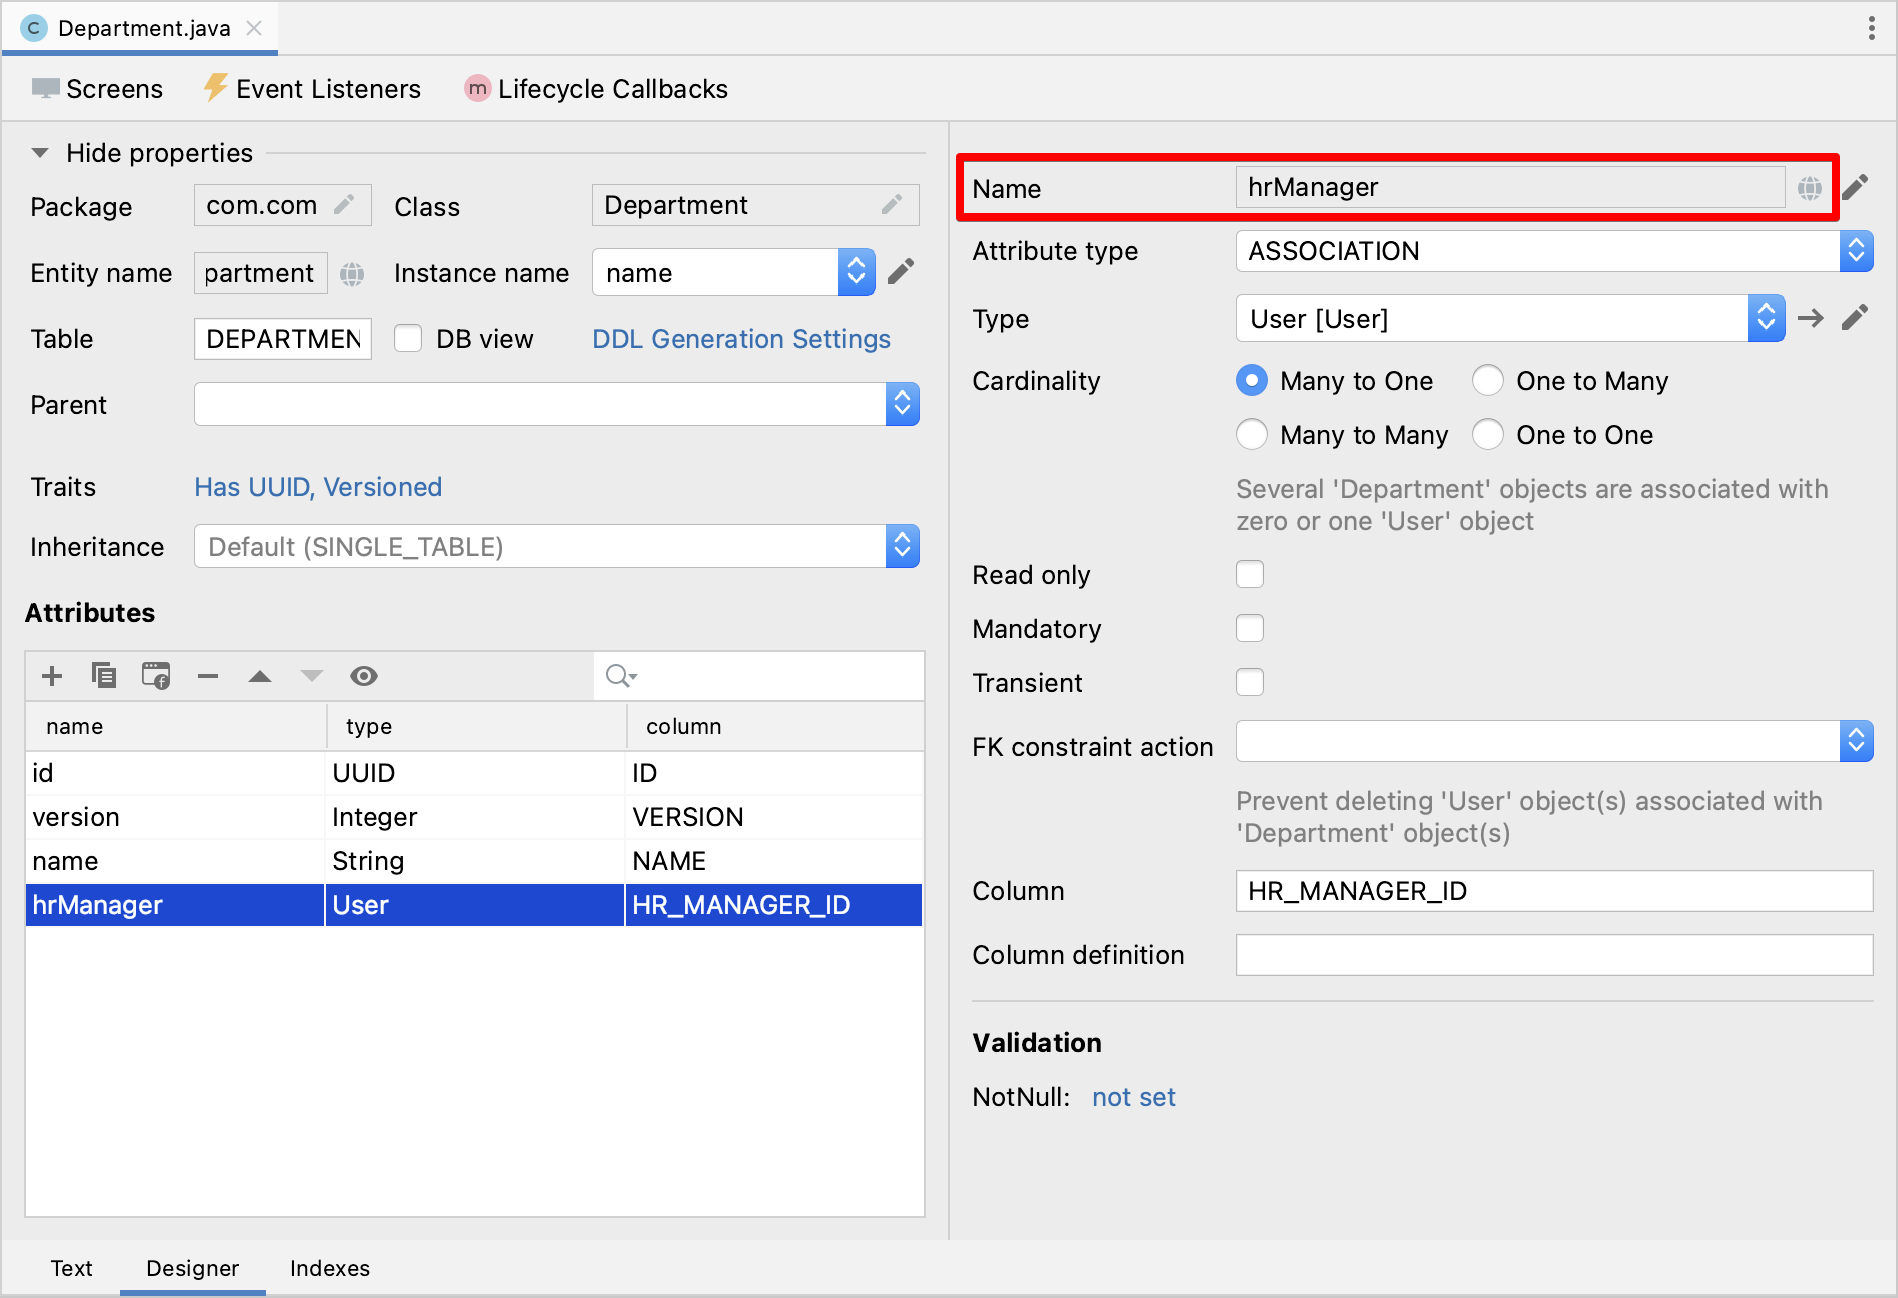 Department.java
Screens
Event Listeners
Lifecycle Callbacks
Hide properties
Package
com.com
Class
Department
Entity name
partment
Instance name
name
Table
DEPARTMEN
DB view
DDL Generation Settings
Parent
Traits
Has UUID, Versioned
Inheritance
Default (SINGLE_TABLE)
Attributes
name type column
id UUID ID
version Integer VERSION
name String NAME
hrManager User HR_MANAGER_ID
Name
hrManager
Attribute type
ASSOCIATION
Type
User [User]
Cardinality
Many to One
One to Many
Many to Many
One to One
Several 'Department' objects are associated with
zero or one 'User' object
Read only
Mandatory
Transient
FK constraint action
Prevent deleting 'User' object(s) associated with
'Department' object(s)
Column
HR_MANAGER_ID
Column definition
Validation
NotNull: not set
Text
Designer
Indexes